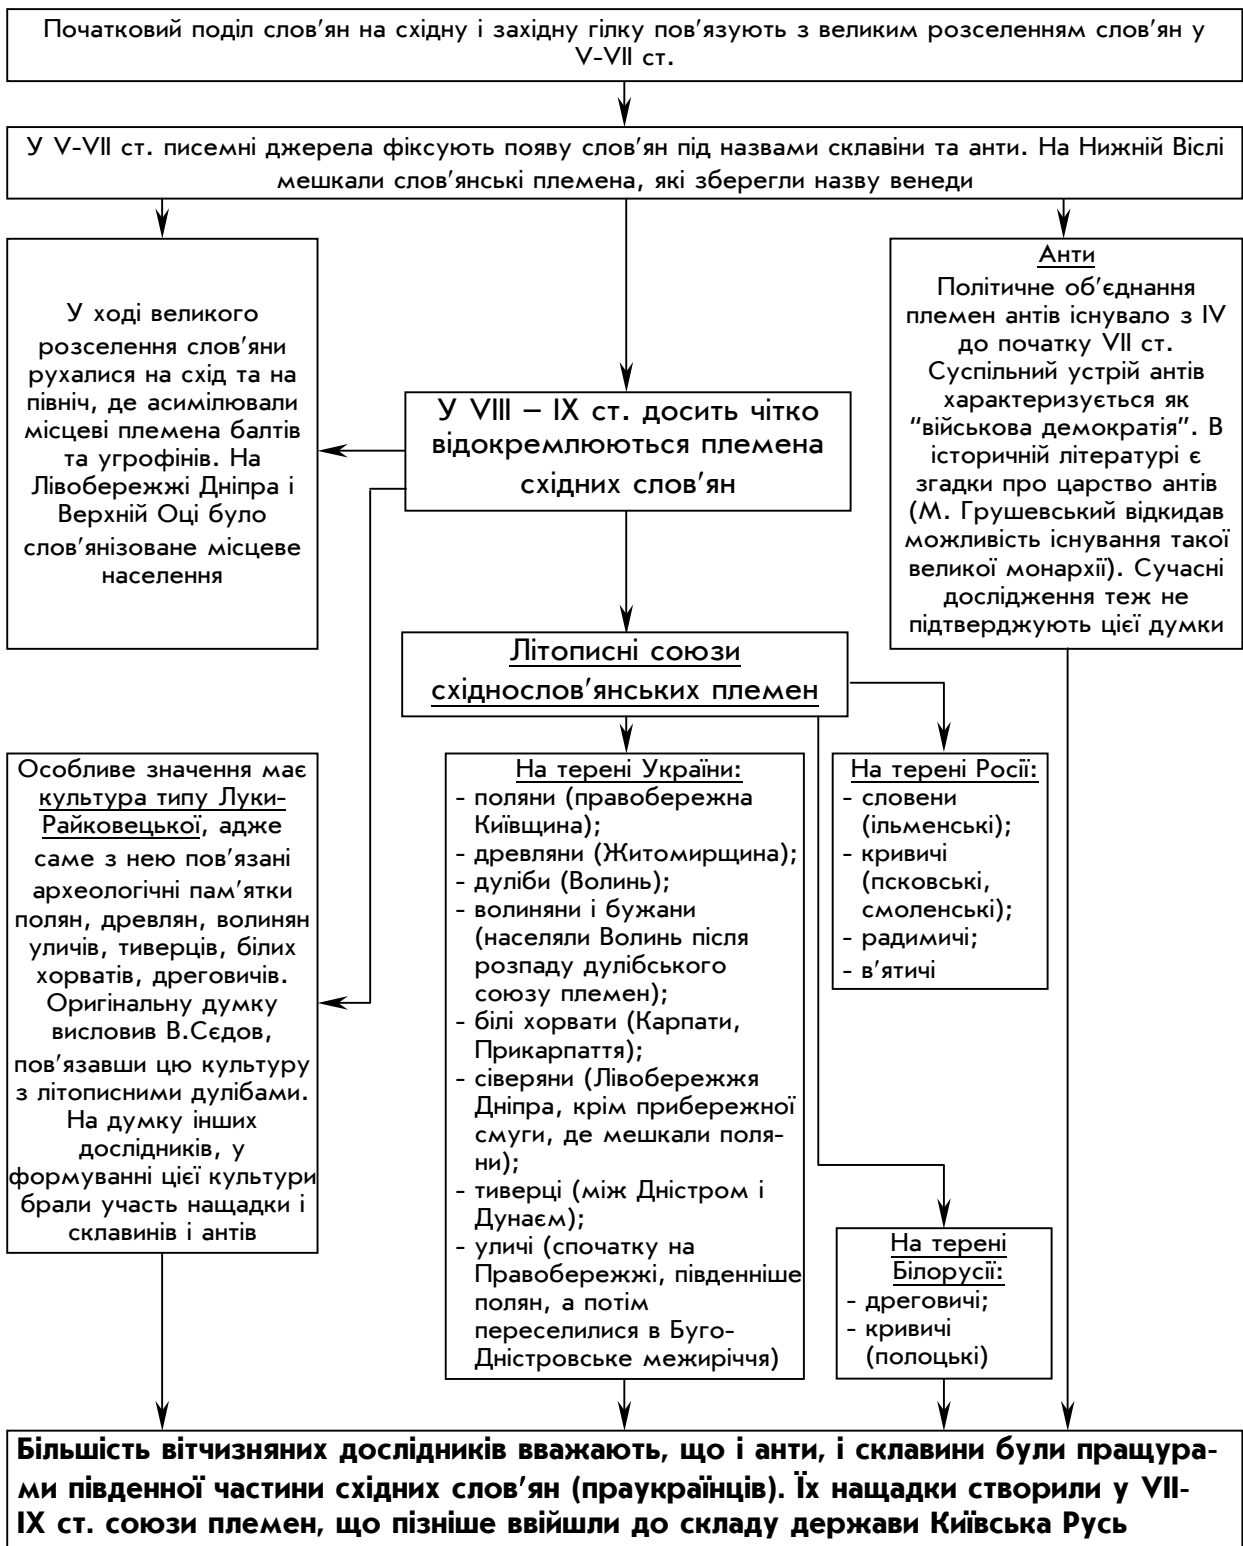 Початковий поділ слов'ян на східну і західну гілку пов'язують з великим розселенням слов'ян у
V-VII ст.
У V-VII ст. писемні джерела фіксують появу слов'ян під назвами склавіни та анти. На Нижній Віслі
мешкали слов'янські племена, які зберегли назву венеди
У ході великого
розселення слов'яни
рухалися на схід та на
північ, де асимілювали
місцеві племена балтів
та угрофінів. На
Лівобережжі Дніпра і
Верхній Оці було
слов'янізоване місцеве
населення
У VIII – IX ст. досить чітко
відокремлюються племена
східних слов'ян
Анти
Політичне об'єднання
племен антів існувало з IV
до початку VII ст.
Суспільний устрій антів
характеризується як
“військова демократія”. В
історичній літературі є
згадки про царство антів
(М. Грушевський відкидав
можливість існування такої
великої монархії). Сучасні
дослідження теж не
підтверджують цієї думки
Літописні союзи
східнослов'янських племен
Особливе значення має
культура типу Луки-
Райковецької, адже
саме з нею пов'язані
археологічні пам'ятки
полян, древлян, волинян
уличів, тиверців, білих
хорватів, дреговичів.
Оригінальну думку
висловив В.Сєдов,
пов'язавши цю культуру
з літописними дулібами.
На думку інших
дослідників, у
формуванні цієї культури
брали участь нащадки і
склавинів і антів
На терені України:
- поляни (правобережна
Київщина);
- древляни (Житомирщина);
- дуліби (Волинь);
- волиняни і бужани
(населяли Волинь після
розпаду дулібського
союзу племен);
- білі хорвати (Карпати,
Прикарпаття);
- сіверяни (Лівобережжя
Дніпра, крім прибережної
смуги, де мешкали поля-
ни);
- тиверці (між Дністром і
Дунаєм);
- уличі (спочатку на
Правобережжі, південніше
полян, а потім
переселилися в Буго-
Дністровське межиріччя)
На терені Росії:
- словени
(ільменські);
- кривичі
(псковські,
смоленські);
- радимичі;
- в'ятичі
На терені
Білорусії:
- дреговичі;
- кривичі
(полоцькі)
Більшість вітчизняних дослідників вважають, що і анти, і склавини були пращура-
ми південної частини східних слов'ян (праукраїнців). Їх нащадки створили у VII-
IX ст. союзи племен, що пізніше ввійшли до складу держави Київська Русь